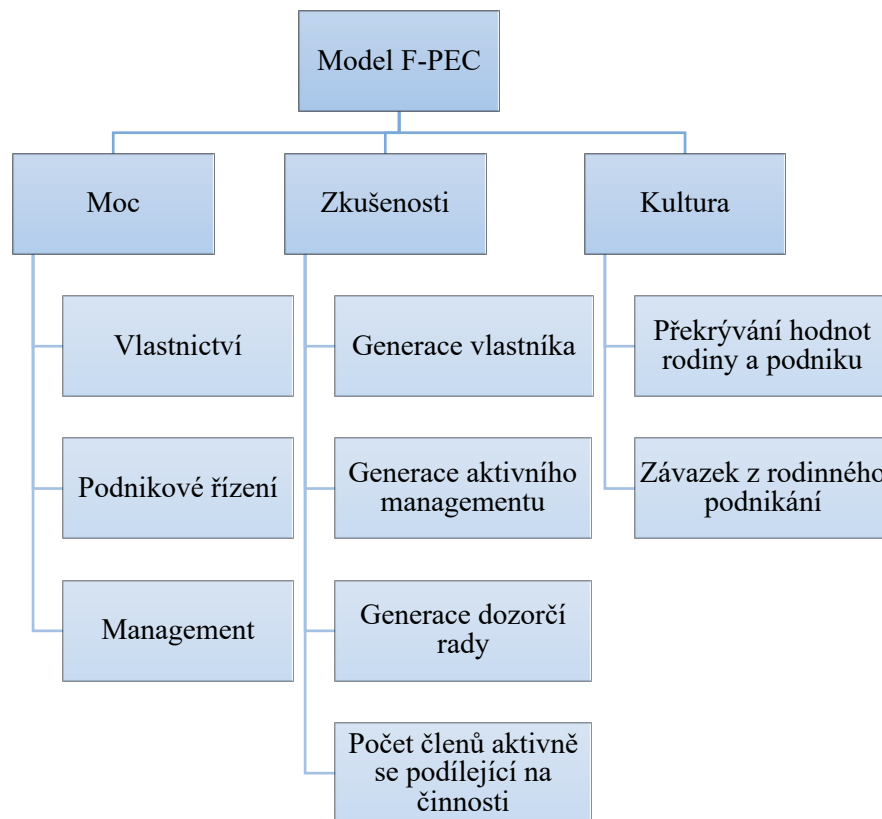 Model F-PEC
Moc
Zkušenosti
Kultura
Vlastnictví
Podnikové řízení
Management
Generace vlastníka
Generace aktivního
managementu
Generace dozorčí
rady
Počet členů aktivně
se podílející na
činnosti
Překrývání hodnot
rodiny a podniku
Závazek z rodinného
podnikání